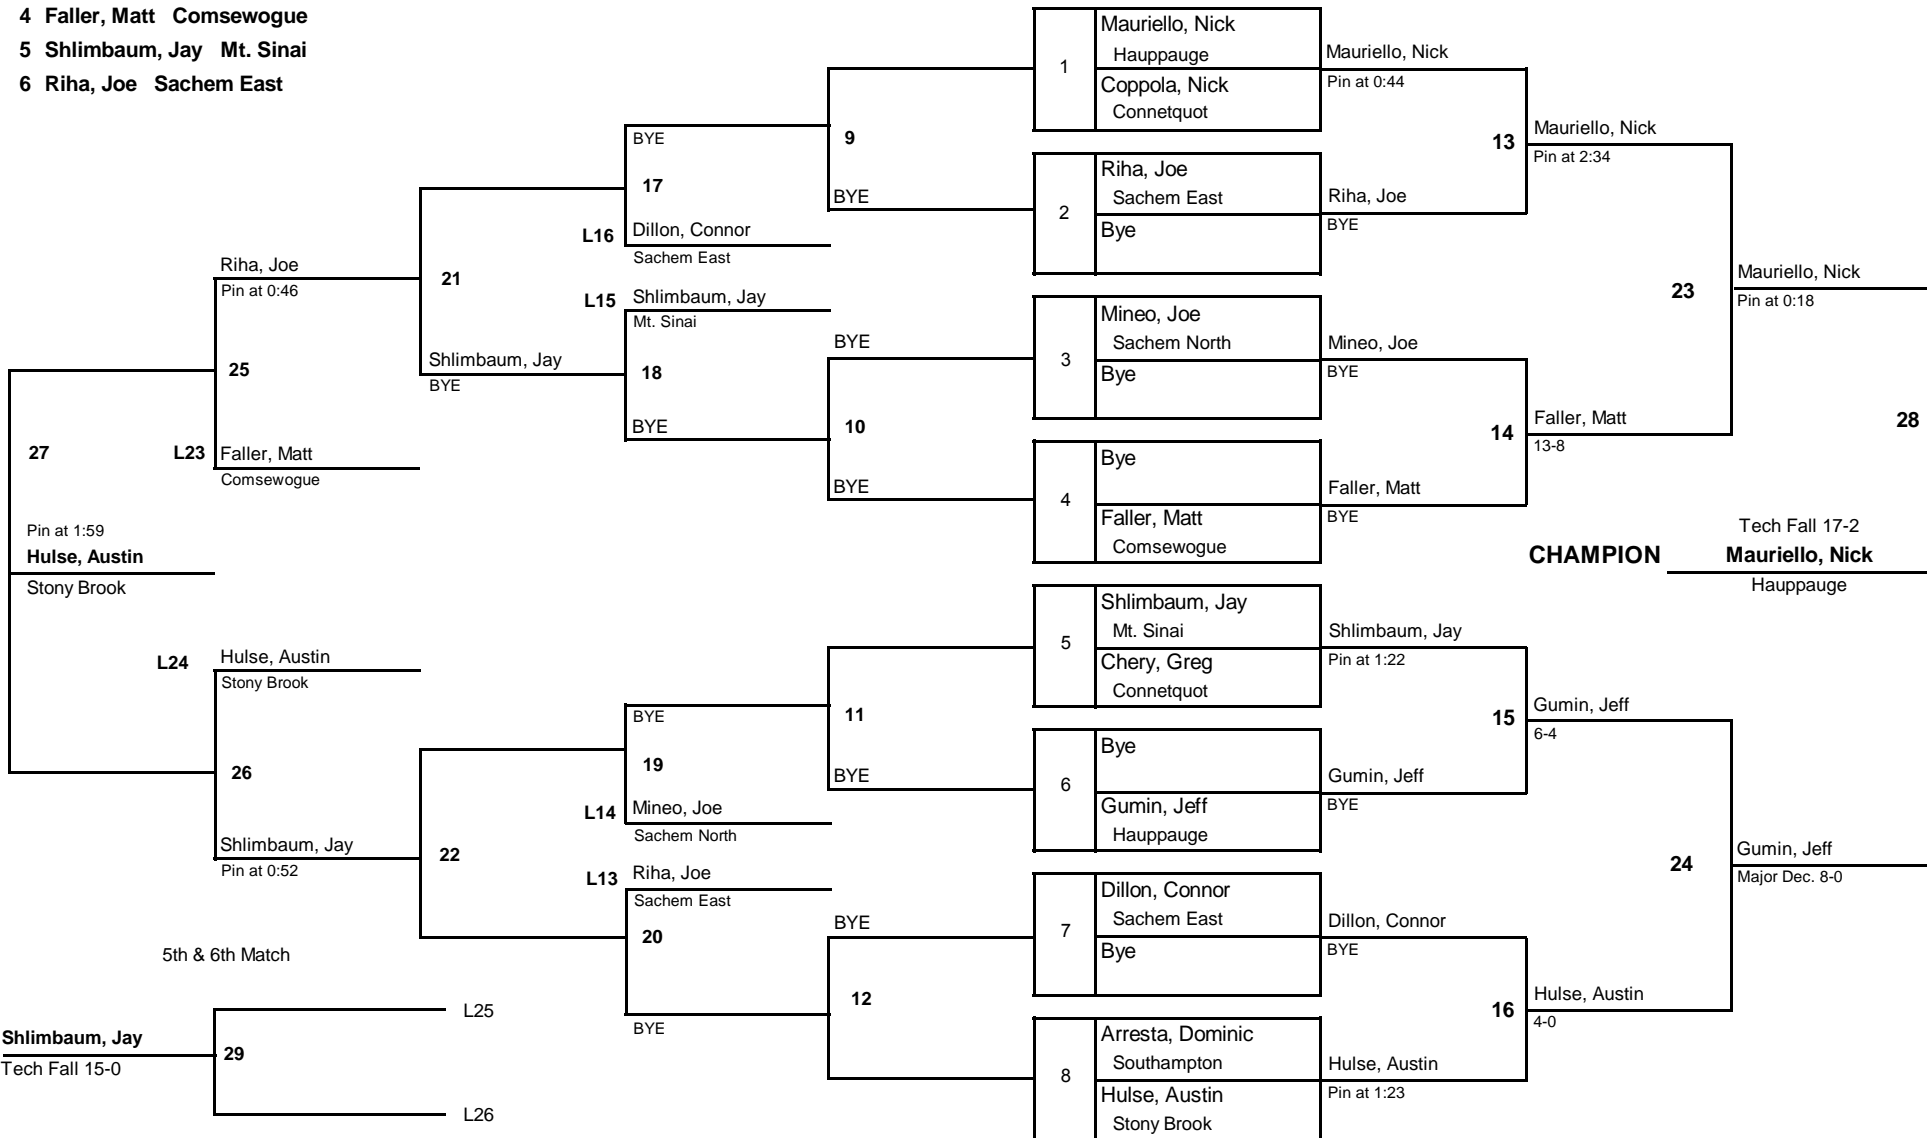 4 Faller, Matt Comsewogue
5 Shlimbaum, Jay Mt. Sinai
6 Riha, Joe Sachem East
1
Mauriello, Nick
Hauppauge
Coppola, Nick
Connetquot
Mauriello, Nick
Pin at 0:44
2
Riha, Joe
Sachem East
Bye
Riha, Joe
BYE
3
Mineo, Joe
Sachem North
Bye
Mineo, Joe
BYE
4
Bye
Faller, Matt
Comsewogue
Faller, Matt
BYE
5
Shlimbaum, Jay
Mt. Sinai
Chery, Greg
Connetquot
Shlimbaum, Jay
Pin at 1:22
6
Bye
Gumin, Jeff
Hauppauge
Gumin, Jeff
BYE
7
Dillon, Connor
Sachem East
Bye
Dillon, Connor
BYE
8
Arresta, Dominic
Southampton
Hulse, Austin
Stony Brook
Hulse, Austin
Pin at 1:23
13
Mauriello, Nick
Pin at 2:34
14
Faller, Matt
13-8
15
Gumin, Jeff
6-4
16
Hulse, Austin
4-0
23
Mauriello, Nick
Pin at 0:18
24
Gumin, Jeff
Major Dec. 8-0
28
Tech Fall 17-2
CHAMPION Mauriello, Nick
Hauppauge
9
BYE
BYE
10
BYE
BYE
11
BYE
12
BYE
BYE
17
L16 Dillon, Connor
Sachem East
L15 Shlimbaum, Jay
Mt. Sinai
18
BYE
BYE
19
L14 Mineo, Joe
Sachem North
L13 Riha, Joe
Sachem East
20
BYE
21
Shlimbaum, Jay
BYE
22
Riha, Joe
Pin at 0:46
25
L23 Faller, Matt
Comsewogue
L24 Hulse, Austin
Stony Brook
26
Shlimbaum, Jay
Pin at 0:52
27
Pin at 1:59
Hulse, Austin
Stony Brook
5th & 6th Match
L25
Shlimbaum, Jay
29
Tech Fall 15-0
L26